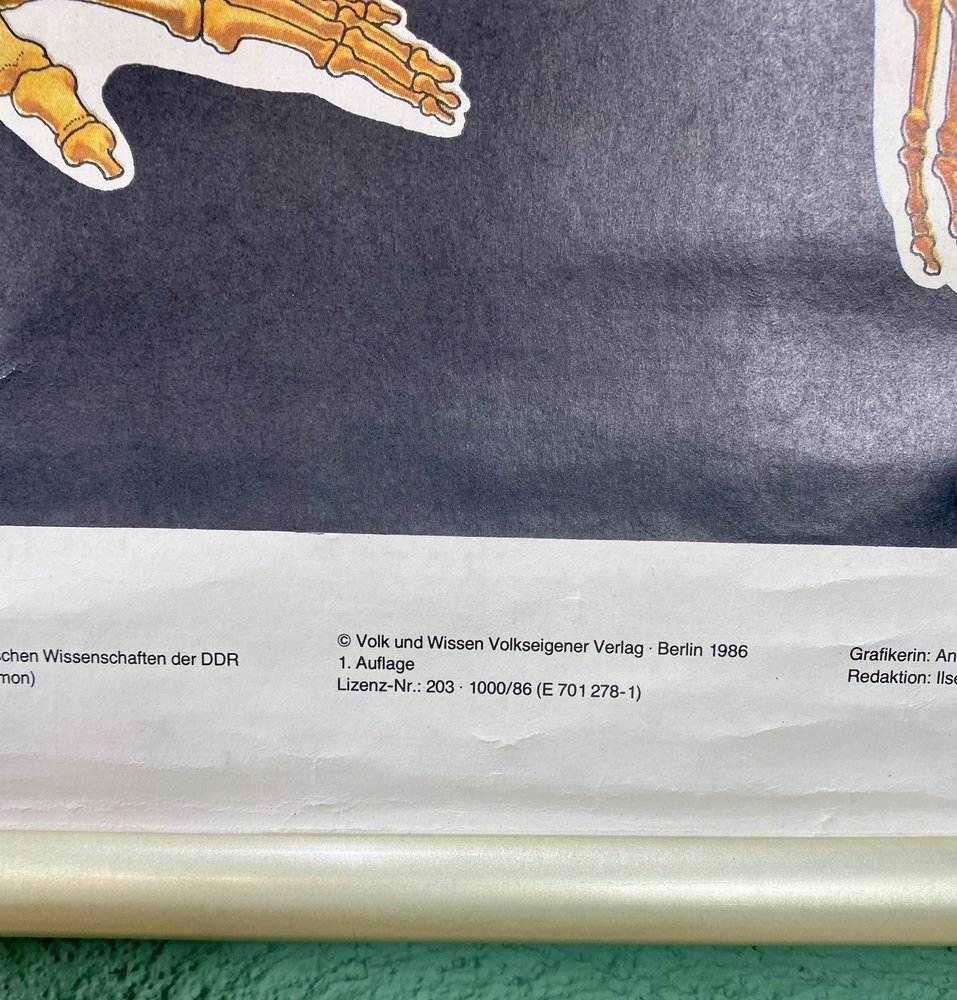 schen Wissenschaften der DDR
mon)
© Volk und Wissen Volkseigener Verlag · Berlin 1986
1. Auflage
Lizenz-Nr.: 203 · 1000/86 (E 701 278-1)
Grafikerin: An
Redaktion: Ilse